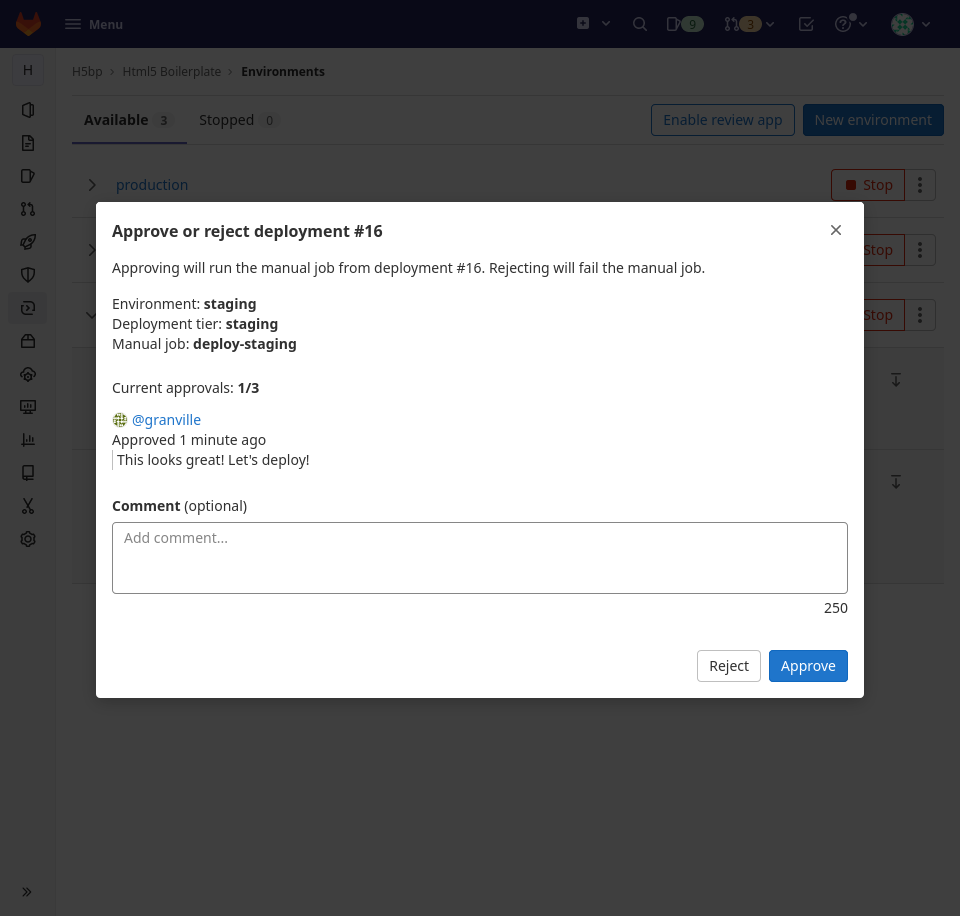 Menu
9
3
H
H5bp > Html5 Boilerplate > Environments
Available 3 Stopped 0
Enable review app New environment
production
Stop
Approve or reject deployment #16
Stop
Approving will run the manual job from deployment #16. Rejecting will fail the manual job.
Environment: staging
Stop
Deployment tier: staging
Manual job: deploy-staging
Current approvals: 1/3
@granville
Approved 1 minute ago
This looks great! Let's deploy!
Comment (optional)
Add comment...
250
Reject Approve